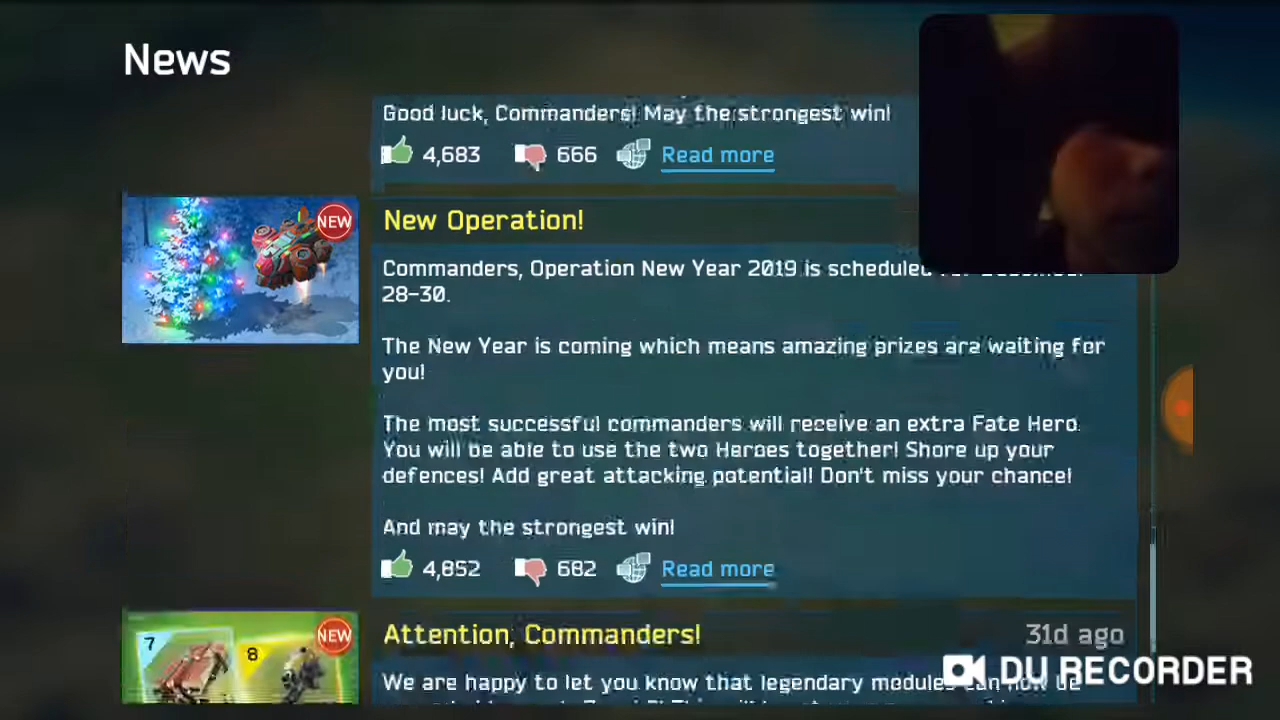 News
Good luck, Commanders! May the strongest win!
4,683 666 Read more
NEW
New Operation!
Commanders, Operation New Year 2019 is scheduled
28-30.
The New Year is coming which means amazing prizes are waiting for
you!
The most successful commanders will receive an extra Fate Hero.
You will be able to use the two Heroes together! Shore up your
defences! Add great attacking potential! Don't miss your chance!
And may the strongest win!
4,852 682 Read more
7 8 NEW
Attention, Commanders! 31d ago
We are happy to let you know that legendary modules can now be
DU RECORDER